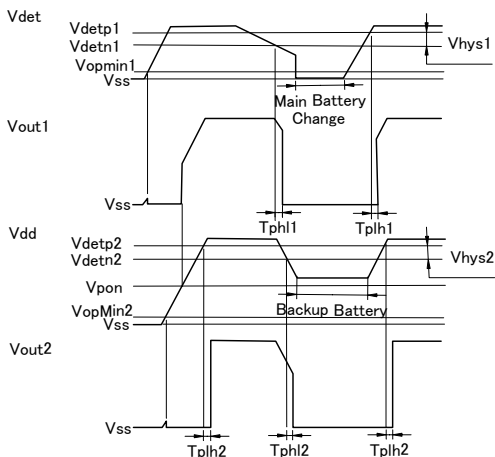 Vdet
Vdetp1
Vdetn1
Vhys1
Vopmin1
Vss
Main Battery
Change
Vout1
Vss
Tphl1
Tplh1
Vdd
Vdetp2
Vdetn2
Vhys2
Vpon
Backup Battery
VopMin2
Vss
Vout2
Vss
Tplh2
Tphl2
Tplh2